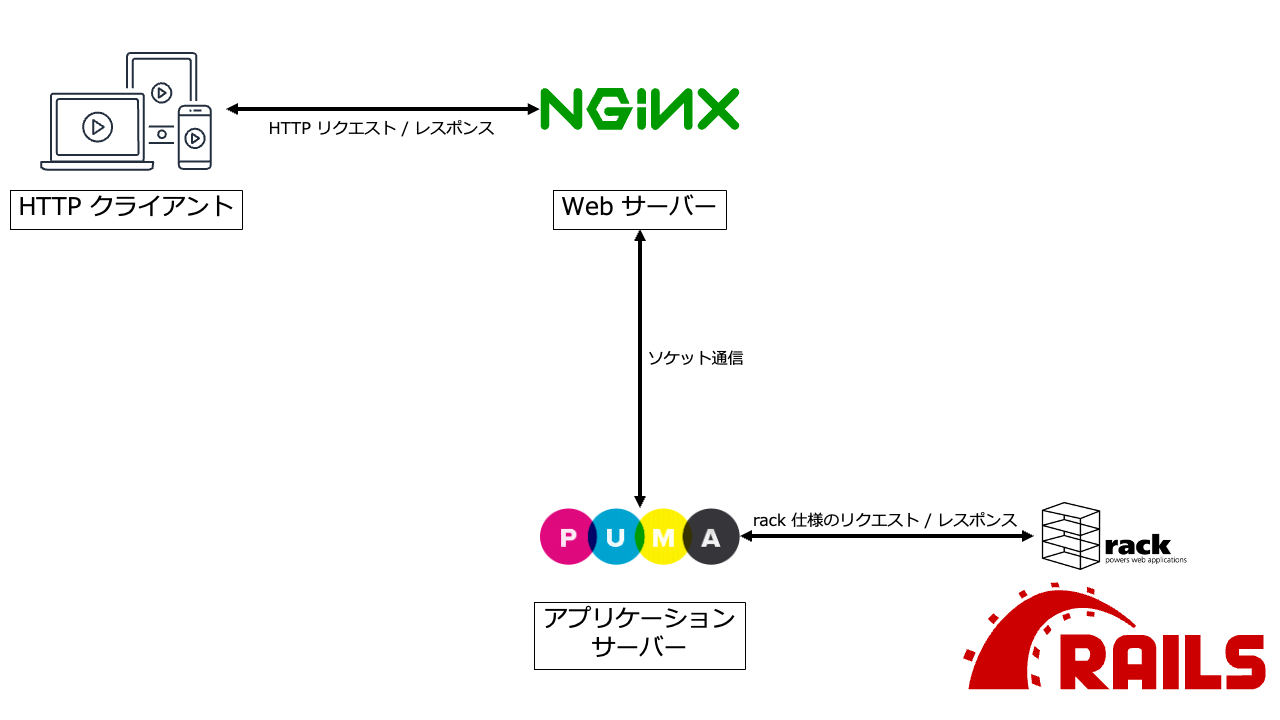 NGiNX
HTTP リクエスト / レスポンス
HTTP クライアント
Web サーバー
ソケット通信
PUMA
rack 仕様のリクエスト / レスポンス
rack
powers web applications
アプリケーション
サーバー
RAILS